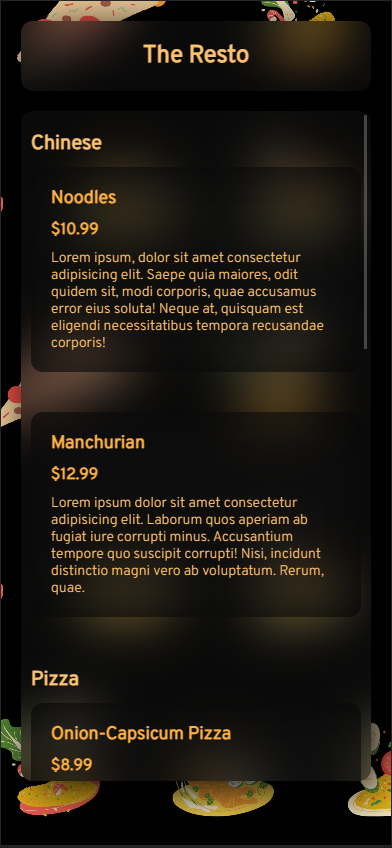 The Resto
Chinese
Noodles
$10.99
Lorem ipsum, dolor sit amet consectetur
adipisicing elit. Saepe quia maiores, odit
quidem sit, modi corporis, quae accusamus
error eius soluta! Neque at, quisquam est
eligendi necessitatibus tempora recusandae
corporis!
Manchurian
$12.99
Lorem ipsum dolor sit amet consectetur
adipisicing elit. Laborum quos aperiam ab
fugiat iure corrupti minus. Accusantium
tempore quo suscipit corrupti! Nisi, incidunt
distinctio magni vero ab voluptatum. Rerum,
quae.
Pizza
Onion-Capsicum Pizza
$8.99